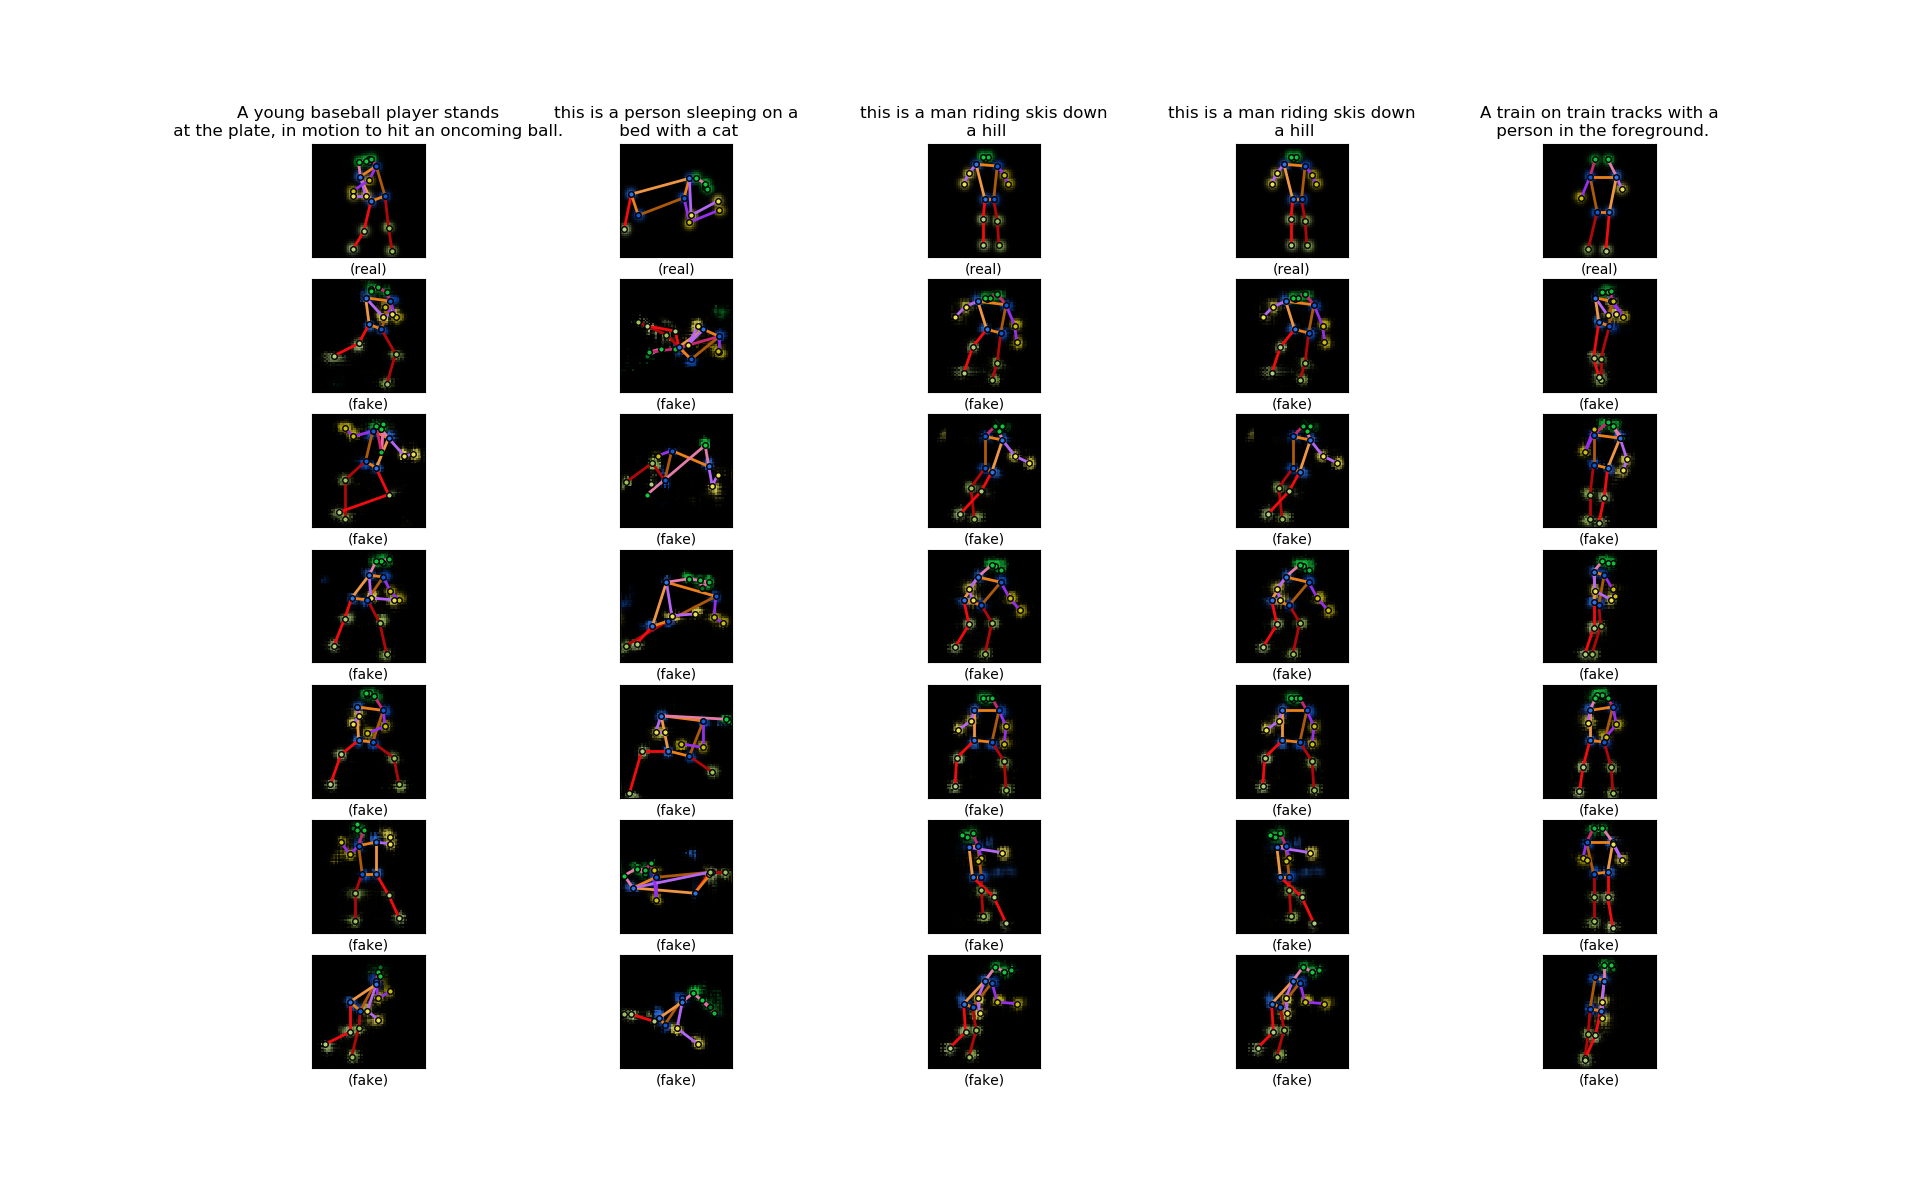 A young baseball player stands
at the plate, in motion to hit an oncoming ball.
this is a person sleeping on a
bed with a cat
this is a man riding skis down
a hill
this is a man riding skis down
a hill
A train on train tracks with a
person in the foreground.
(real) (real) (real) (real) (real)
(fake) (fake) (fake) (fake) (fake)
(fake) (fake) (fake) (fake) (fake)
(fake) (fake) (fake) (fake) (fake)
(fake) (fake) (fake) (fake) (fake)
(fake) (fake) (fake) (fake) (fake)
(fake) (fake) (fake) (fake) (fake)